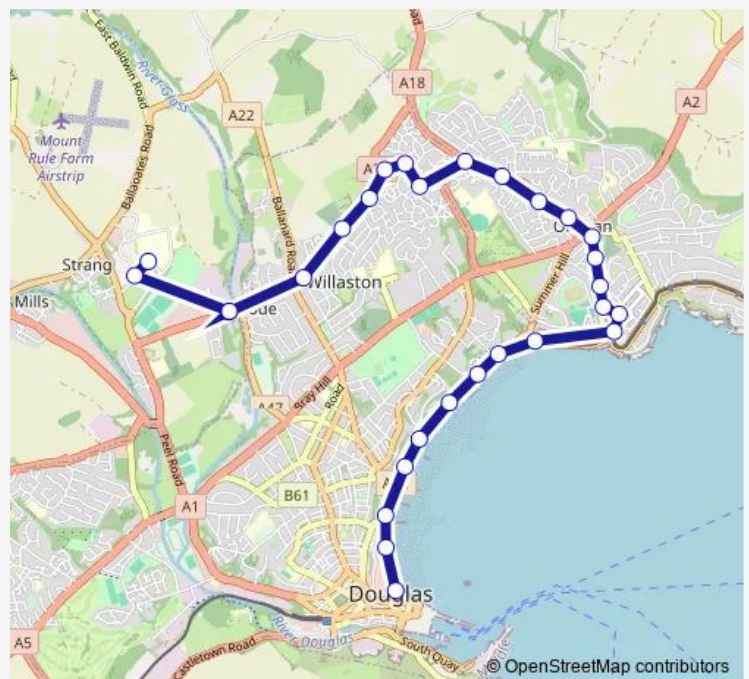 East Baldwin Road
River Glass
A18
A2
A22
Mount
Rule Farm
Airstrip
Ballaoates Road
Ballanard Road
Strang
Willaston
Summer Hill
Mills
Bray Hill
Road
Peel Road
A1
B61
Douglas
River Douglas
A5
Castletown Road
South Quay
© OpenStreetMap contributors